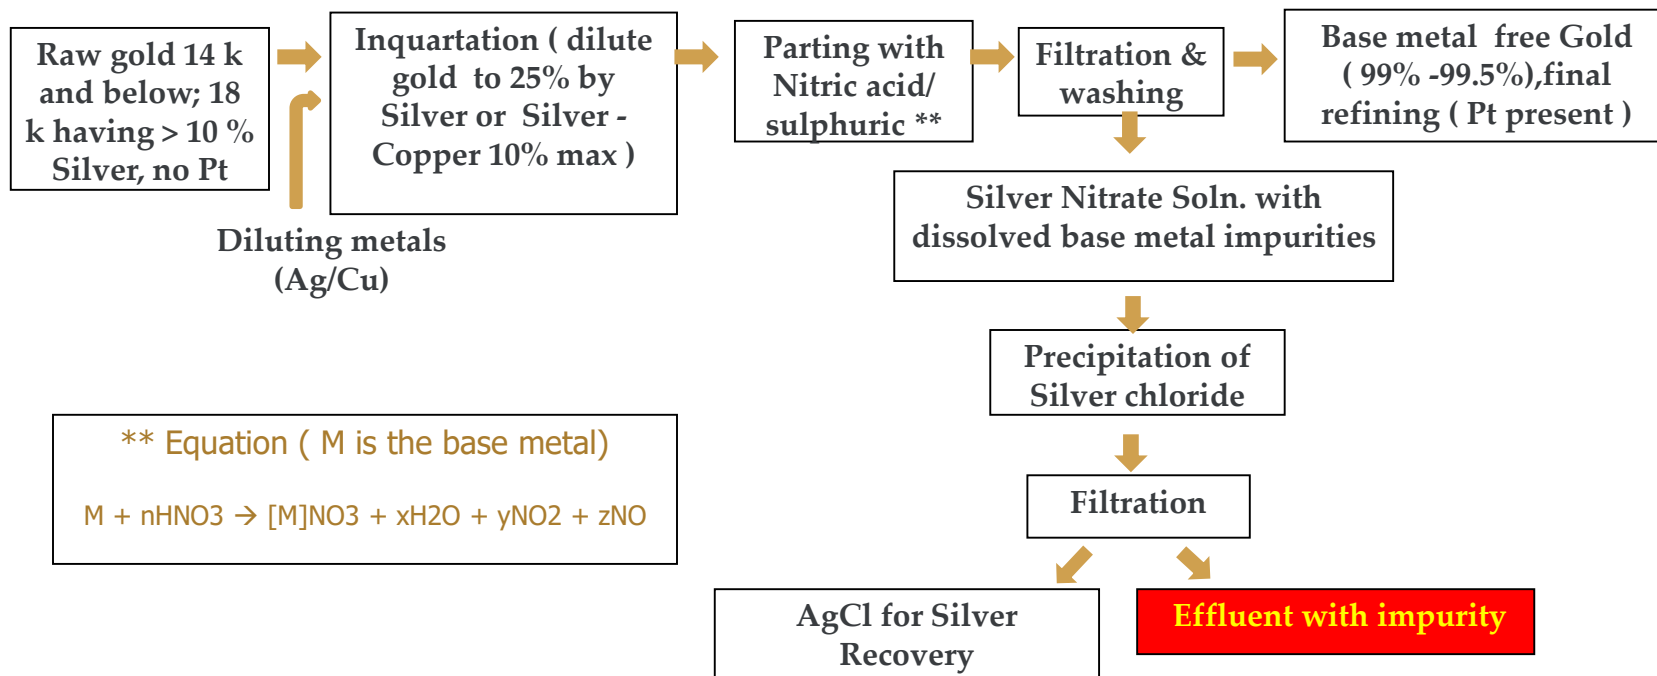 Raw gold 14 k
and below; 18
k having > 10 %
Silver, no Pt
Inquartation ( dilute
gold to 25% by
Silver or Silver -
Copper 10% max )
Parting with
Nitric acid/
sulphuric **
Filtration &
washing
Base metal free Gold
( 99% -99.5%),final
refining ( Pt present )
Diluting metals
(Ag/Cu)
Silver Nitrate Soln. with
dissolved base metal impurities
Precipitation of
Silver chloride
** Equation ( M is the base metal)
M + nHNO3 → [M]NO3 + xH2O + yNO2 + zNO
Filtration
AgCl for Silver
Recovery
Effluent with impurity